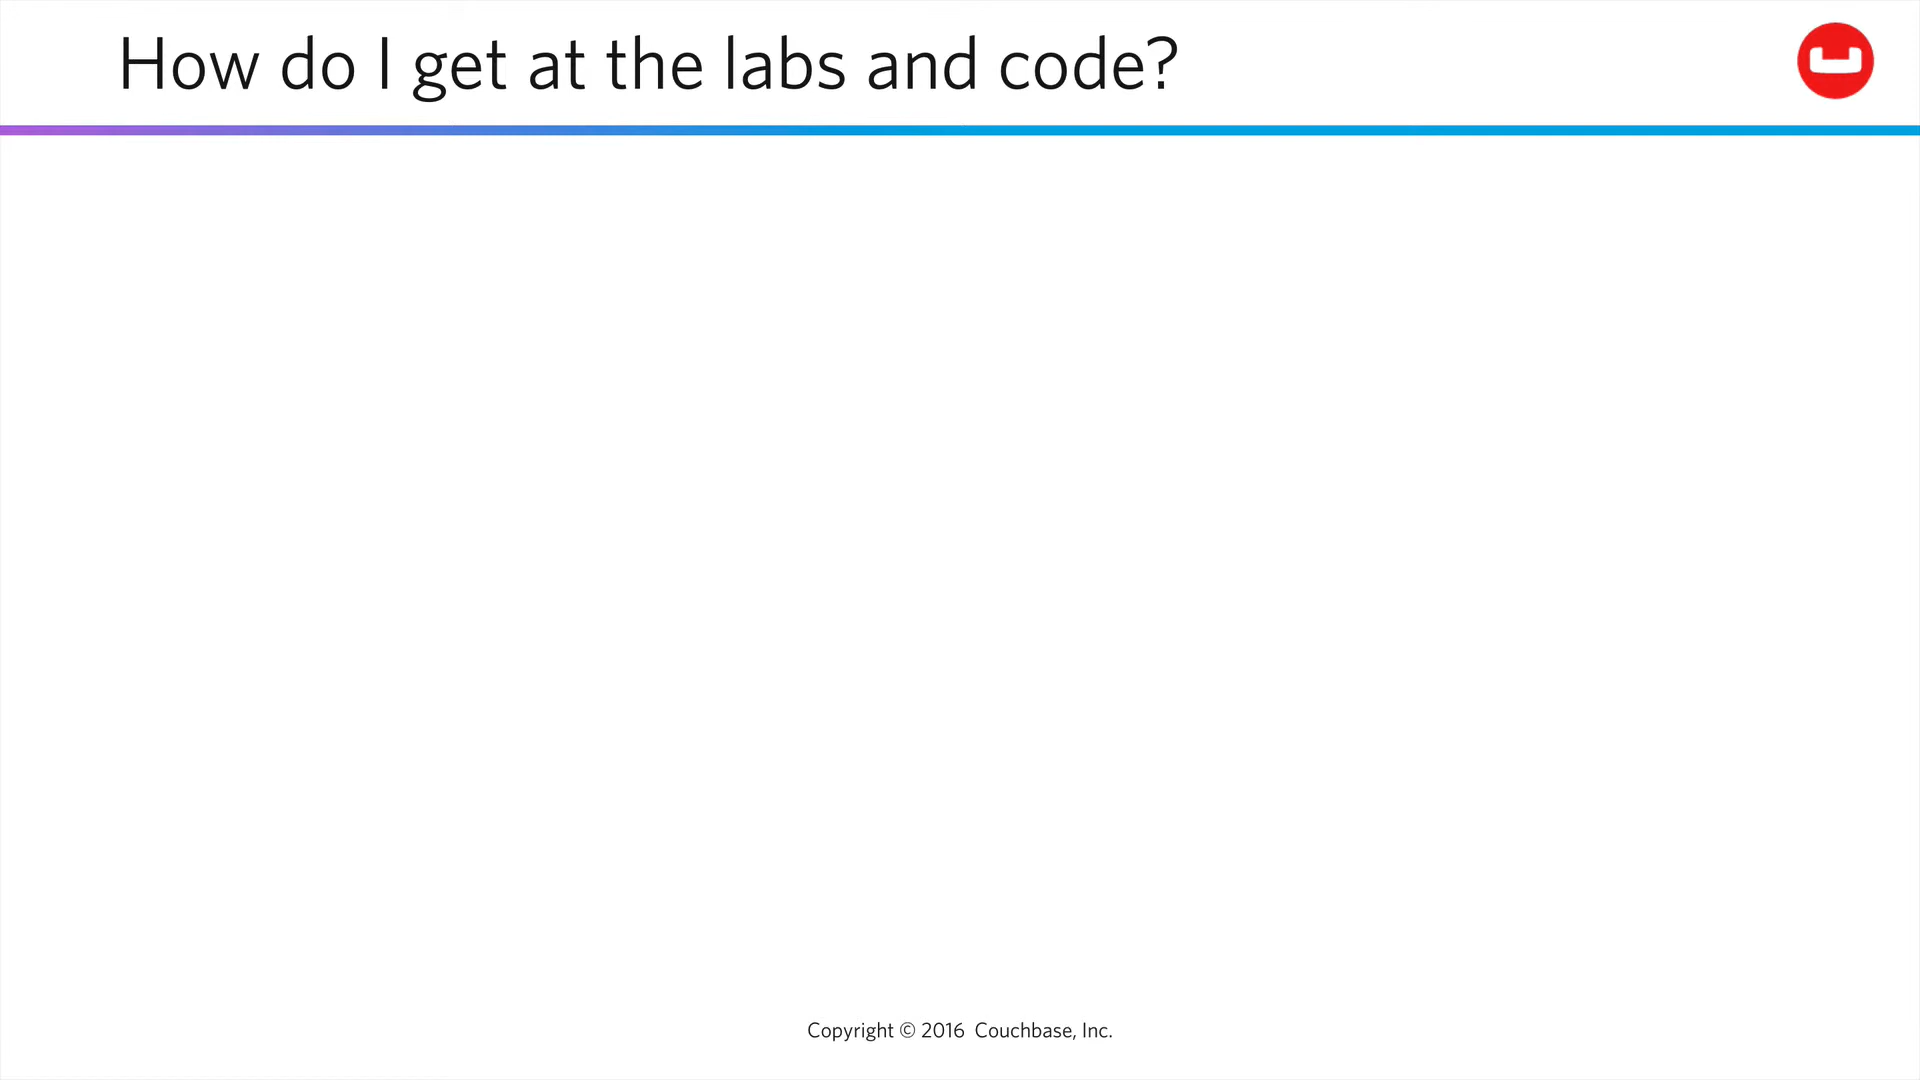 How do I get at the labs and code?
Copyright © 2016 Couchbase, Inc.